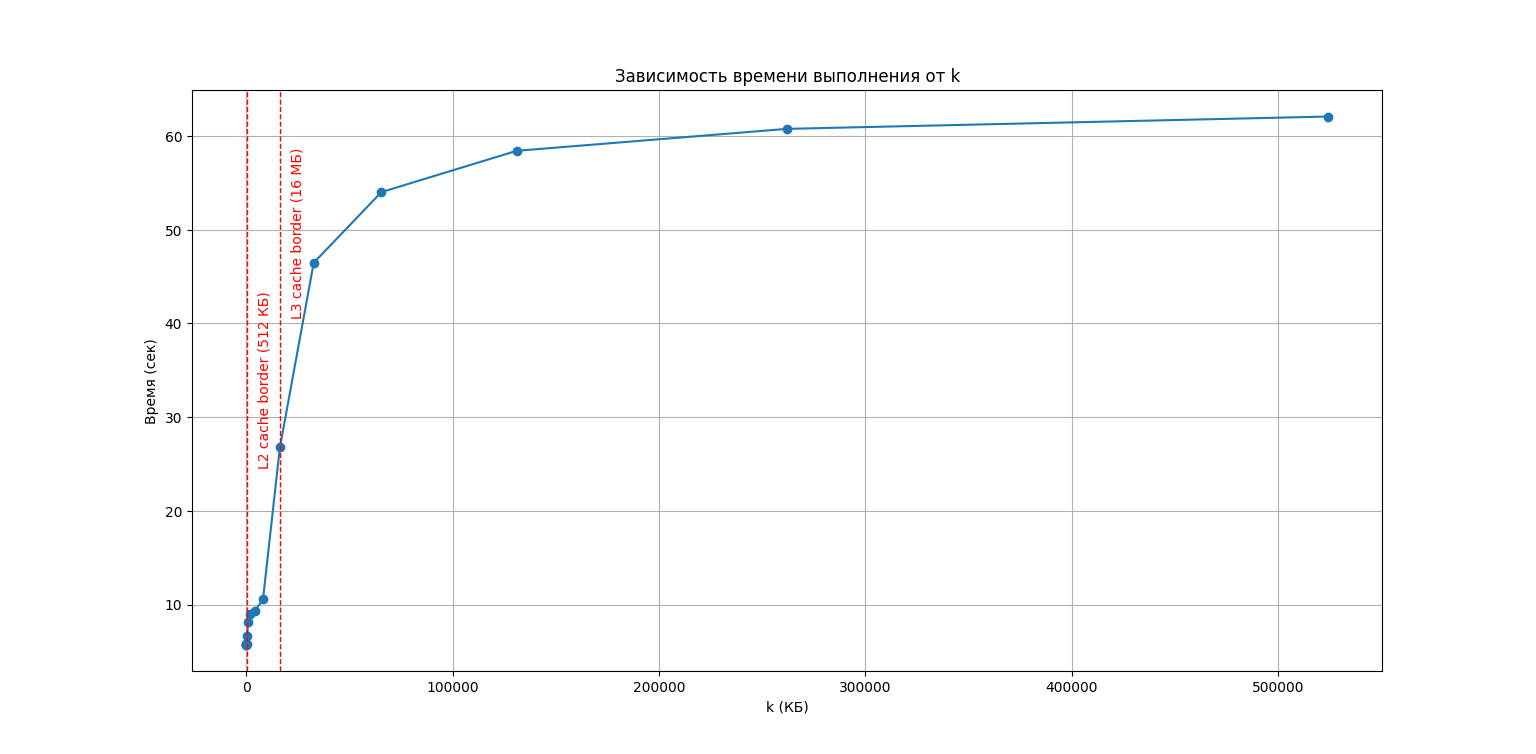 Зависимость времени выполнения от k
Время (сек)
60
50
40
30
20
10
L2 cache border (512 КБ)
L3 cache border (16 МБ)
0
100000
200000
300000
400000
500000
k (КБ)